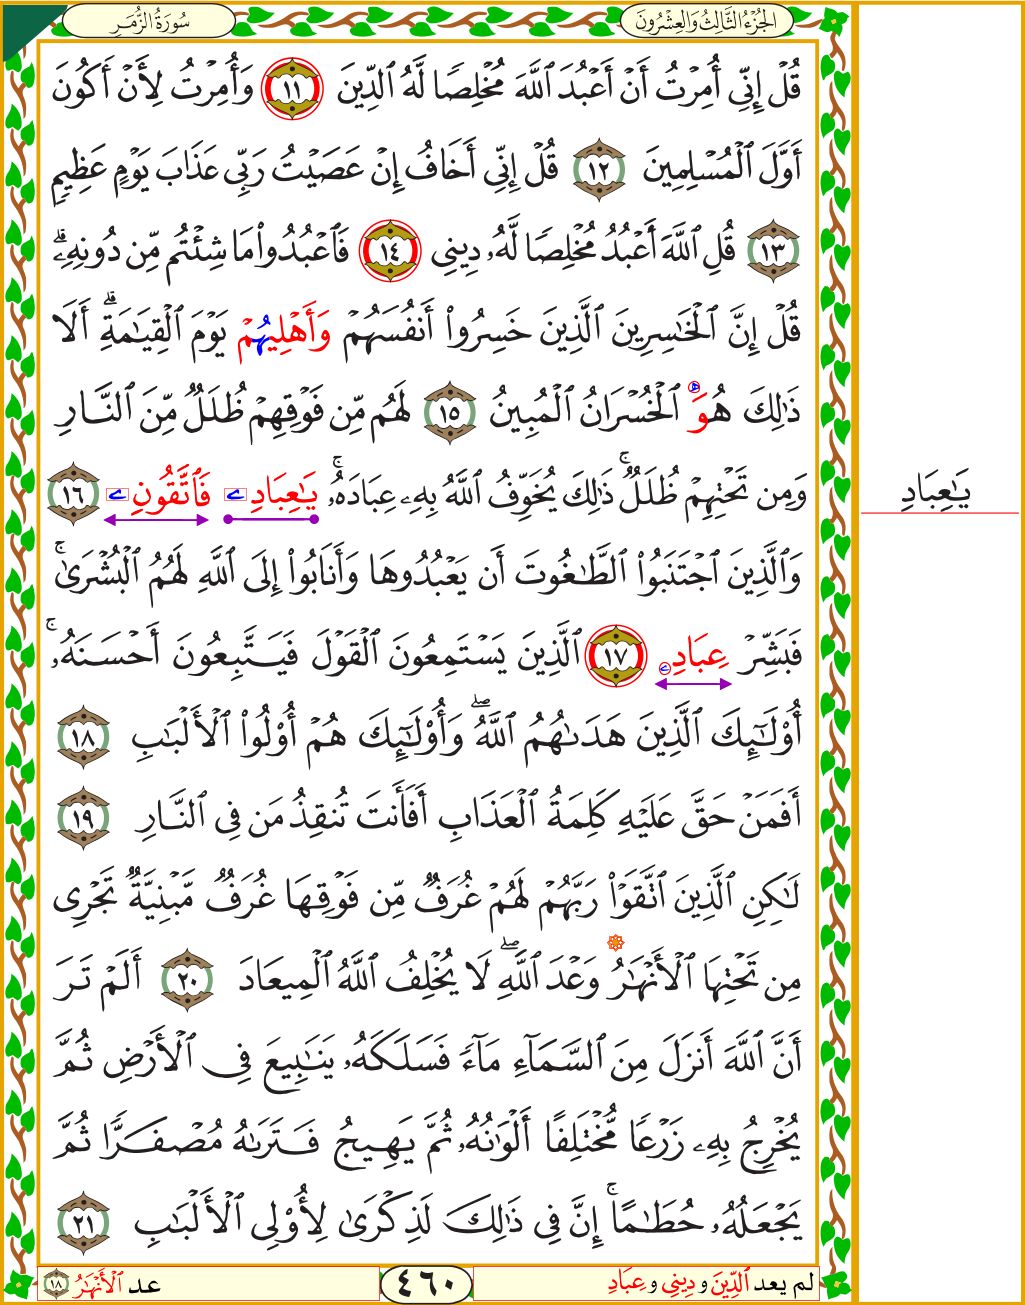 سُورَةُ الزُّمَرِ
الجُزْءُ الثَّالِثُ وَالعِشْرُونَ
قُلْ إِنِّىٓ أُمِرْتُ أَنْ أَعْبُدَ ٱللَّهَ مُخْلِصًا لَّهُ ٱلدِّينَ ١١ وَأُمِرْتُ لِأَنْ أَكُونَ
أَوَّلَ ٱلْمُسْلِمِينَ ١٢ قُلْ إِنِّىٓ أَخَافُ إِنْ عَصَيْتُ رَبِّى عَذَابَ يَوْمٍ عَظِيمٍ
١٣ قُلِ ٱللَّهَ أَعْبُدُ مُخْلِصًا لَّهُۥ دِينِى ١٤ فَٱعْبُدُوا۟ مَا شِئْتُم مِّن دُونِهِۦۗ
قُلْ إِنَّ ٱلْخَـٰسِرِينَ ٱلَّذِينَ خَسِرُوٓا۟ أَنفُسَهُمْ وَأَهْلِيهُمْ يَوْمَ ٱلْقِيَـٰمَةِۗ أَلَا
ذَٰلِكَ هُوَ ه ٱلْخُسْرَانُ ٱلْمُبِينُ ١٥ لَهُم مِّن فَوْقِهِمْ ظُلَلٌ مِّنَ ٱلنَّارِ
وَمِن تَحْتِهِمْ ظُلَلٌۚ ذَٰلِكَ يُخَوِّفُ ٱللَّهُ بِهِۦ عِبَادَهُۥۚ يَـٰعِبَادِ ے فَٱتَّقُونِ ے ١٦
يَـٰعِبَادِ
وَٱلَّذِينَ ٱجْتَنَبُوا۟ ٱلطَّـٰغُوتَ أَن يَعْبُدُوهَا وَأَنَابُوٓا۟ إِلَى ٱللَّهِ لَهُمُ ٱلْبُشْرَىٰۚ
فَبَشِّرْ عِبَادِ ے ١٧ ٱلَّذِينَ يَسْتَمِعُونَ ٱلْقَوْلَ فَيَتَّبِعُونَ أَحْسَنَهُۥٓۚ
أُو۟لَـٰٓئِكَ ٱلَّذِينَ هَدَىٰهُمُ ٱللَّهُۖ وَأُو۟لَـٰٓئِكَ هُمْ أُو۟لُوا۟ ٱلْأَلْبَـٰبِ ١٨
أَفَمَنْ حَقَّ عَلَيْهِ كَلِمَةُ ٱلْعَذَابِ أَفَأَنتَ تُنقِذُ مَن فِى ٱلنَّارِ ١٩
لَـٰكِنِ ٱلَّذِينَ ٱتَّقَوْا۟ رَبَّهُمْ لَهُمْ غُرَفٌ مِّن فَوْقِهَا غُرَفٌ مَّبْنِيَّةٌ تَجْرِى
مِن تَحْتِهَا ٱلْأَنْهَـٰرُ وَعْدَ ٱللَّهِۖ لَا يُخْلِفُ ٱللَّهُ ٱلْمِيعَادَ ٢٠ أَلَمْ تَرَ
أَنَّ ٱللَّهَ أَنزَلَ مِنَ ٱلسَّمَآءِ مَآءً فَسَلَكَهُۥ يَنَـٰبِيعَ فِى ٱلْأَرْضِ ثُمَّ
يُخْرِجُ بِهِۦ زَرْعًا مُّخْتَلِفًا أَلْوَٰنُهُۥ ثُمَّ يَهِيجُ فَتَرَىٰهُ مُصْفَرًّا ثُمَّ
يَجْعَلُهُۥ حُطَـٰمًاۚ إِنَّ فِى ذَٰلِكَ لَذِكْرَىٰ لِأُو۟لِى ٱلْأَلْبَـٰبِ ٢١
لم يعد ٱلدِّينَ و دِينِى و عِبَادِ
٤٦٠
عد ٱلْأَنْهَـٰرُ ١٨